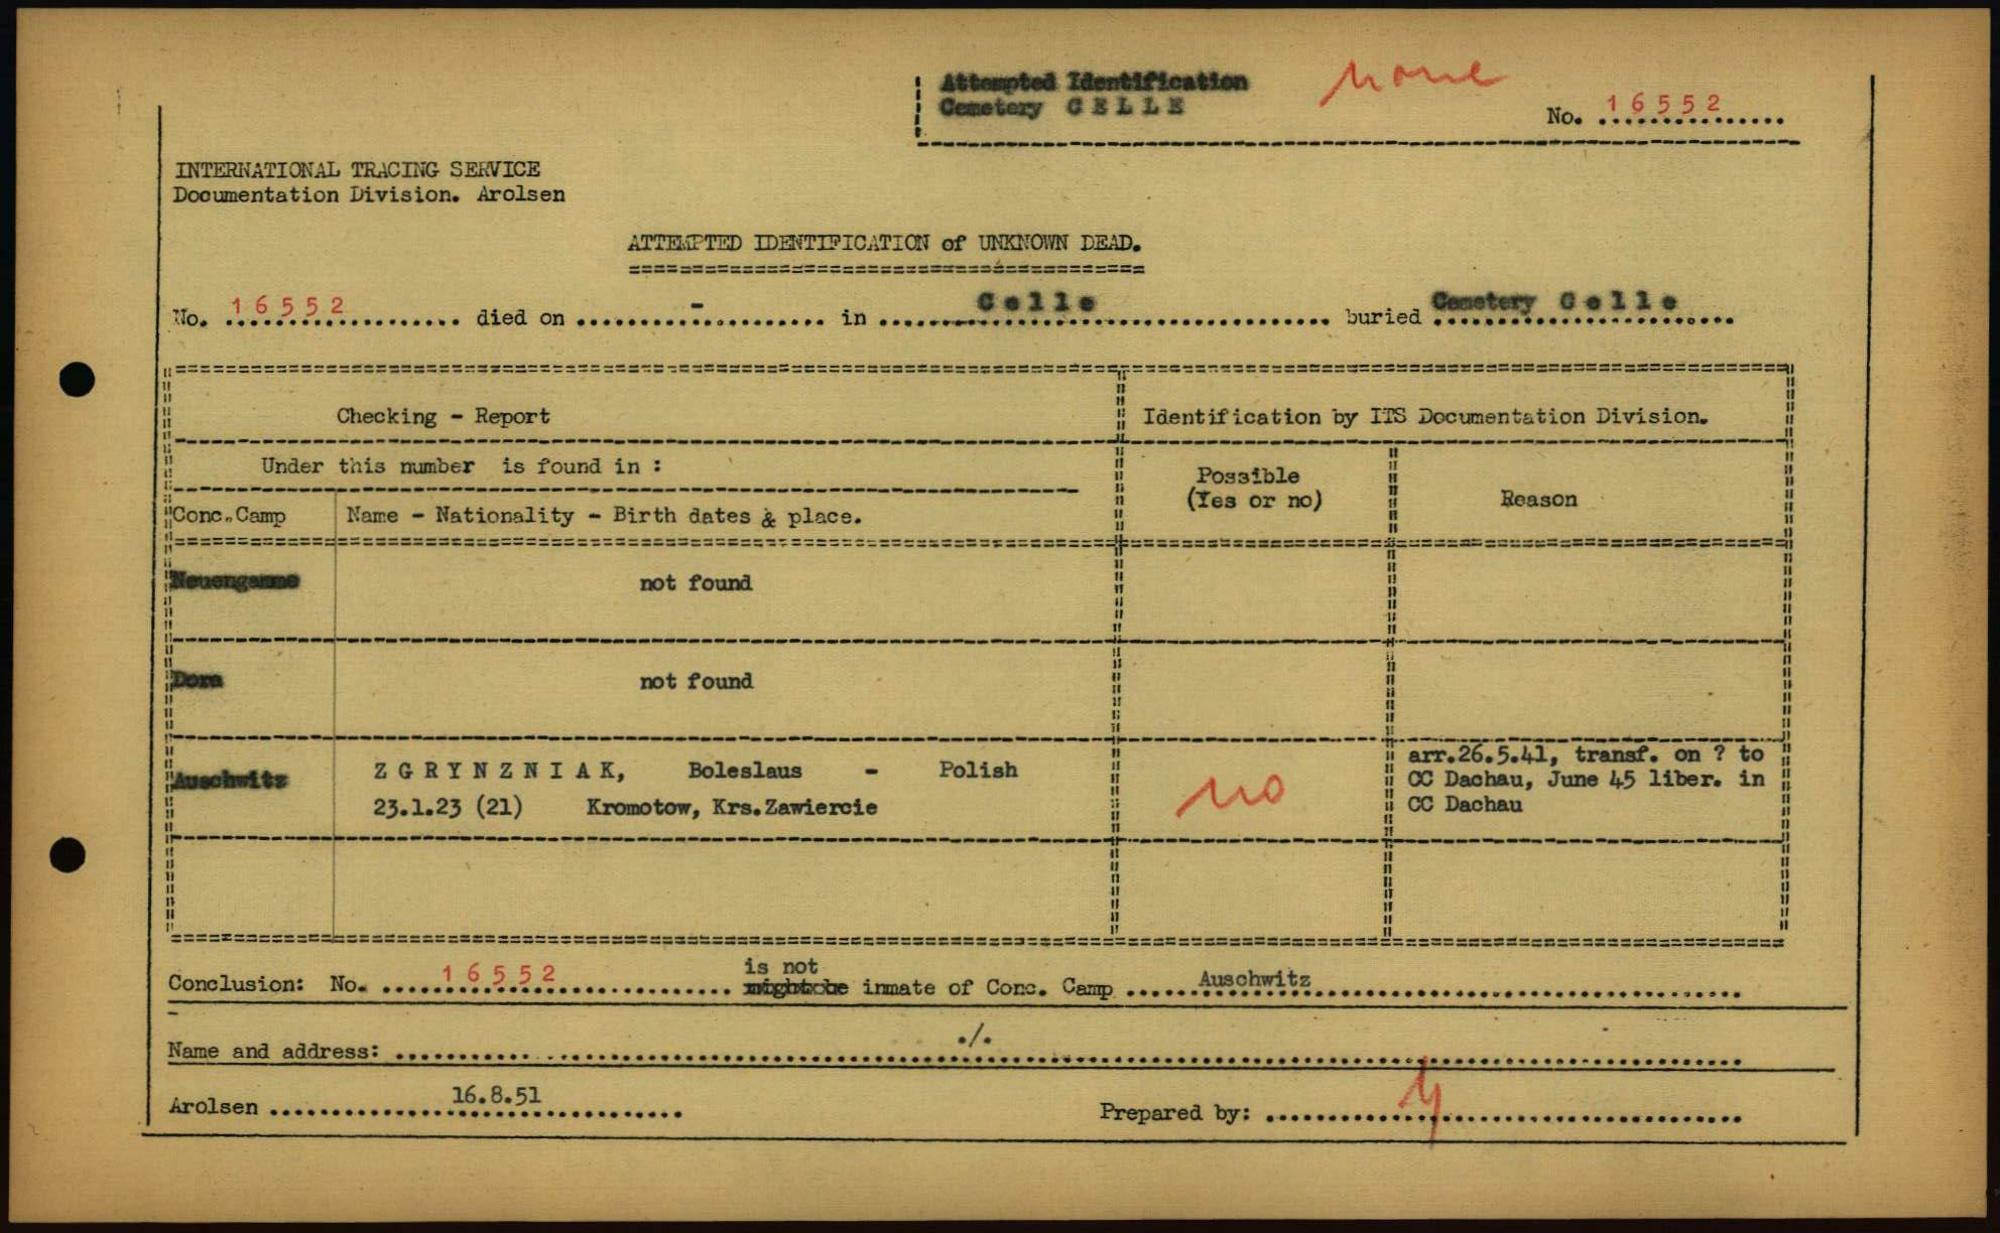 Attempted Identification
Cemetery C E L L E
none
No. 16552
INTERNATIONAL TRACING SERVICE
Documentation Division. Arolsen
ATTEMPTED IDENTIFICATION of UNKNOWN DEAD.
No. 16552 died on - in Celle buried Cemetery Celle
Checking - Report
Identification by ITS Documentation Division.
Under this number is found in :
Possible
(Yes or no)
Reason
Conc.Camp
Name - Nationality - Birth dates & place.
Neuengamme
not found
Dora
not found
Auschwitz
Z G R Y N Z N I A K, Boleslaus - Polish
23.1.23 (21) Kromotow, Krs.Zawiercie
no
arr.26.5.41, transf. on ? to
CC Dachau, June 45 liber. in
CC Dachau
is not
Conclusion: No. 16552 might be inmate of Conc. Camp Auschwitz
Name and address: ./.
Arolsen 16.8.51
Prepared by: